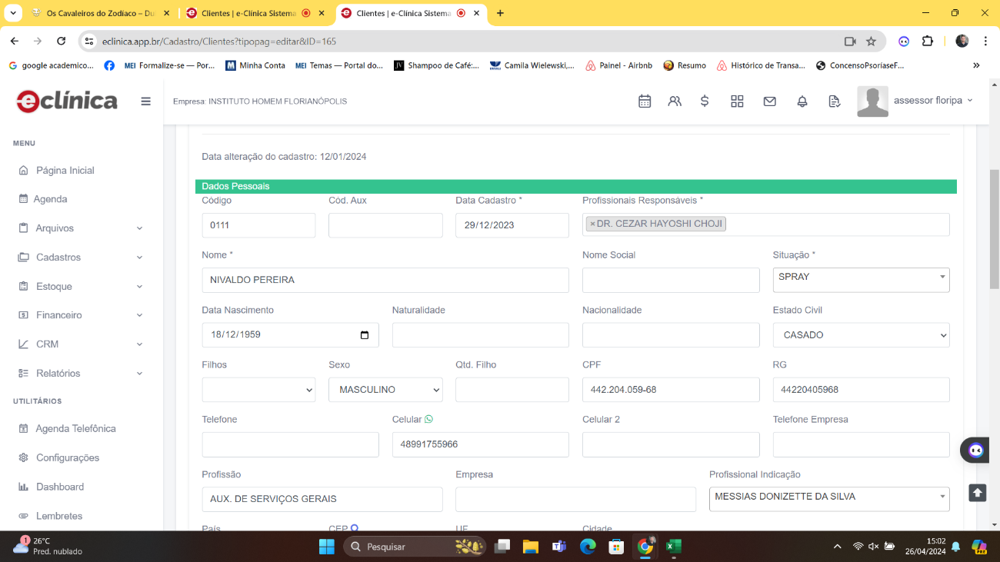 Os Cavaleiros do Zodíaco – Du
Clientes | e-Clínica Sistema
Clientes | e-Clínica Sistema
eclinica.app.br/Cadastro/Clientes?tipopag=editar&ID=165
google academico...
MEI Formalize-se — Por...
M Minha Conta
MEI Temas — Portal do...
JV Shampoo de Café:...
Camila Wielewski,...
Painel - Airbnb
Resumo
Histórico de Transa...
ConcensoPsoríaseF...
eclínica
Empresa: INSTITUTO HOMEM FLORIANÓPOLIS
assessor floripa
MENU
Página Inicial
Agenda
Arquivos
Cadastros
Estoque
Financeiro
CRM
Relatórios
UTILITÁRIOS
Agenda Telefônica
Configurações
Dashboard
Lembretes
Data alteração do cadastro: 12/01/2024
Dados Pessoais
Código Cód. Aux Data Cadastro * Profissionais Responsáveis *
0111 29/12/2023 ×DR. CEZAR HAYOSHI CHOJI
Nome * Nome Social Situação *
NIVALDO PEREIRA SPRAY
Data Nascimento Naturalidade Nacionalidade Estado Civil
18/12/1959 CASADO
Filhos Sexo Qtd. Filho CPF RG
MASCULINO 442.204.059-68 44220405968
Telefone Celular Celular 2 Telefone Empresa
48991755966
Profissão Empresa Profissional Indicação
AUX. DE SERVIÇOS GERAIS MESSIAS DONIZETTE DA SILVA
País CEP UF Cidade
1
26°C
Pred. nublado
Pesquisar
15:02
26/04/2024
PRE